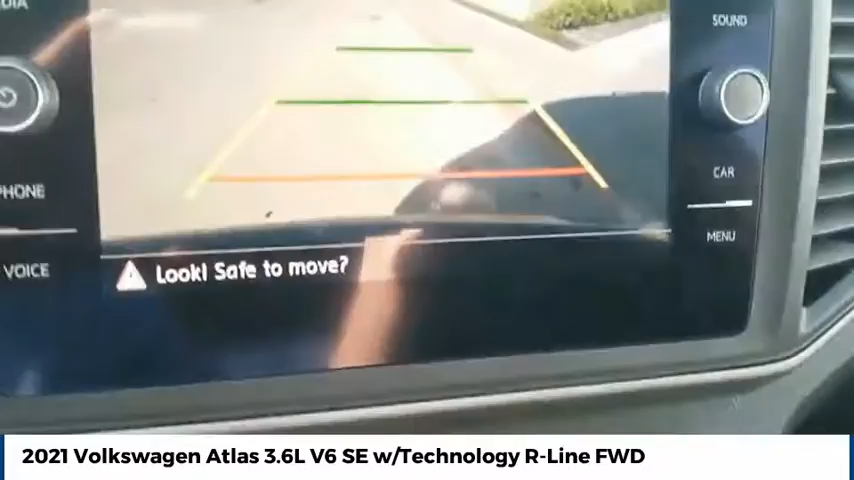 SOUND
PHONE
CAR
MENU
VOICE
Look! Safe to move?
2021 Volkswagen Atlas 3.6L V6 SE w/Technology R-Line FWD